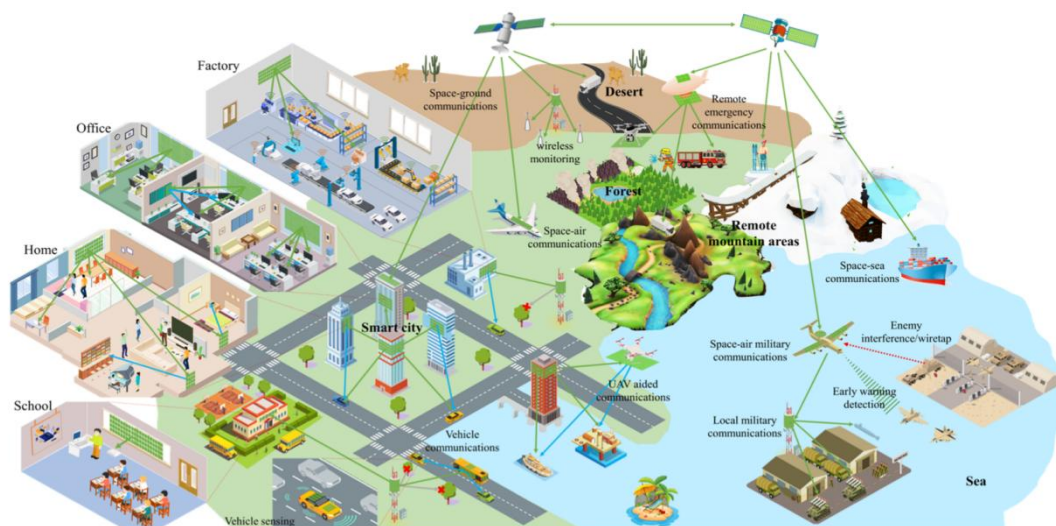 Factory
Space-ground
communications
Desert
Remote
emergency
communications
Office
wireless
monitoring
Forest
Space-air
communications
Remote
mountain areas
Home
Space-sea
communications
Smart city
Enemy
interference/wiretap
Space-air military
communications
UAV aided
communications
Early warning
detection
School
Vehicle
communications
Local military
communications
Sea
Vehicle sensing